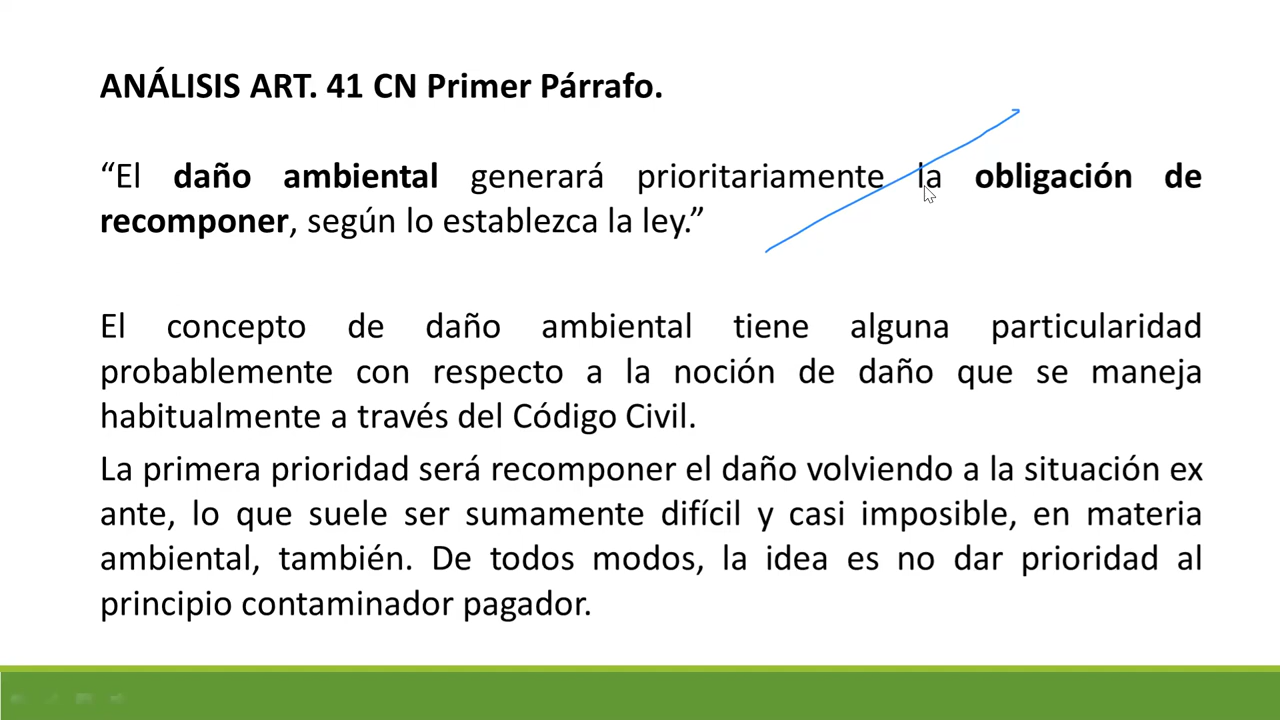 ANÁLISIS ART. 41 CN Primer Párrafo.
“El daño ambiental generará prioritariamente la obligación de
recomponer, según lo establezca la ley.”
El concepto de daño ambiental tiene alguna particularidad
probablemente con respecto a la noción de daño que se maneja
habitualmente a través del Código Civil.
La primera prioridad será recomponer el daño volviendo a la situación ex
ante, lo que suele ser sumamente difícil y casi imposible, en materia
ambiental, también. De todos modos, la idea es no dar prioridad al
principio contaminador pagador.